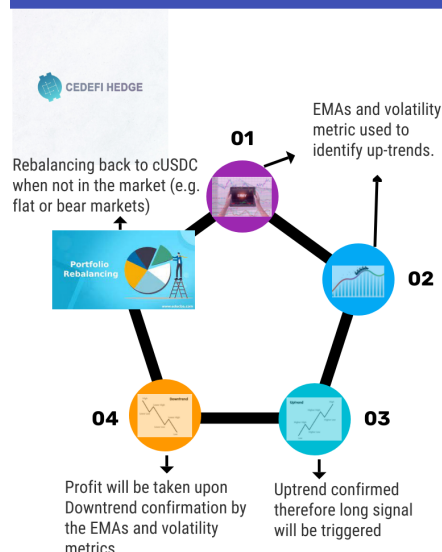 CEDEFI HEDGE
EMAs and volatility
metric used to
identify up-trends.
01
Rebalancing back to cUSDC
when not in the market (e.g.
flat or bear markets)
Portfolio
Rebalancing
02
04
Downtrend
Uptrend
03
Profit will be taken upon
Downtrend confirmation by
the EMAs and volatility
metrics
Uptrend confirmed
therefore long signal
will be triggered